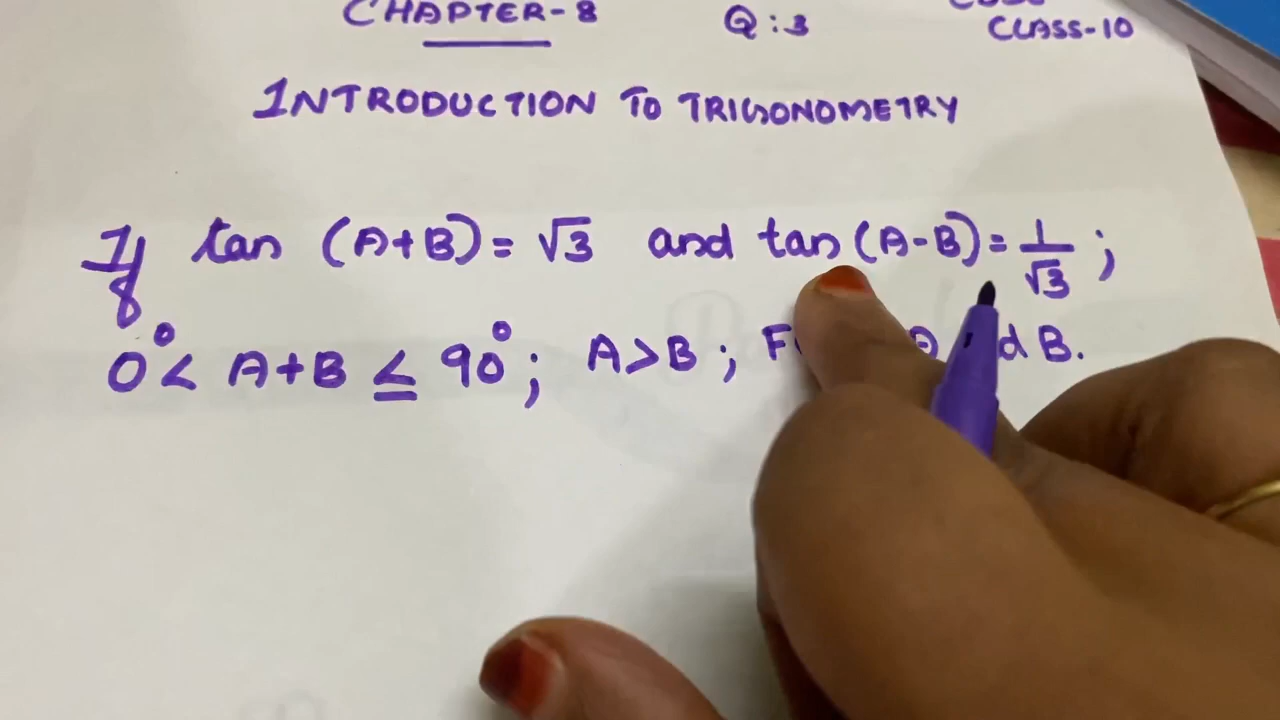 CHAPTER-8 Q:3
CLASS-10
INTRODUCTION TO TRIGONOMETRY
If tan (A+B) = √3 and tan (A-B) = 1/√3 ;
0° < A+B ≤ 90° ; A>B ; B.